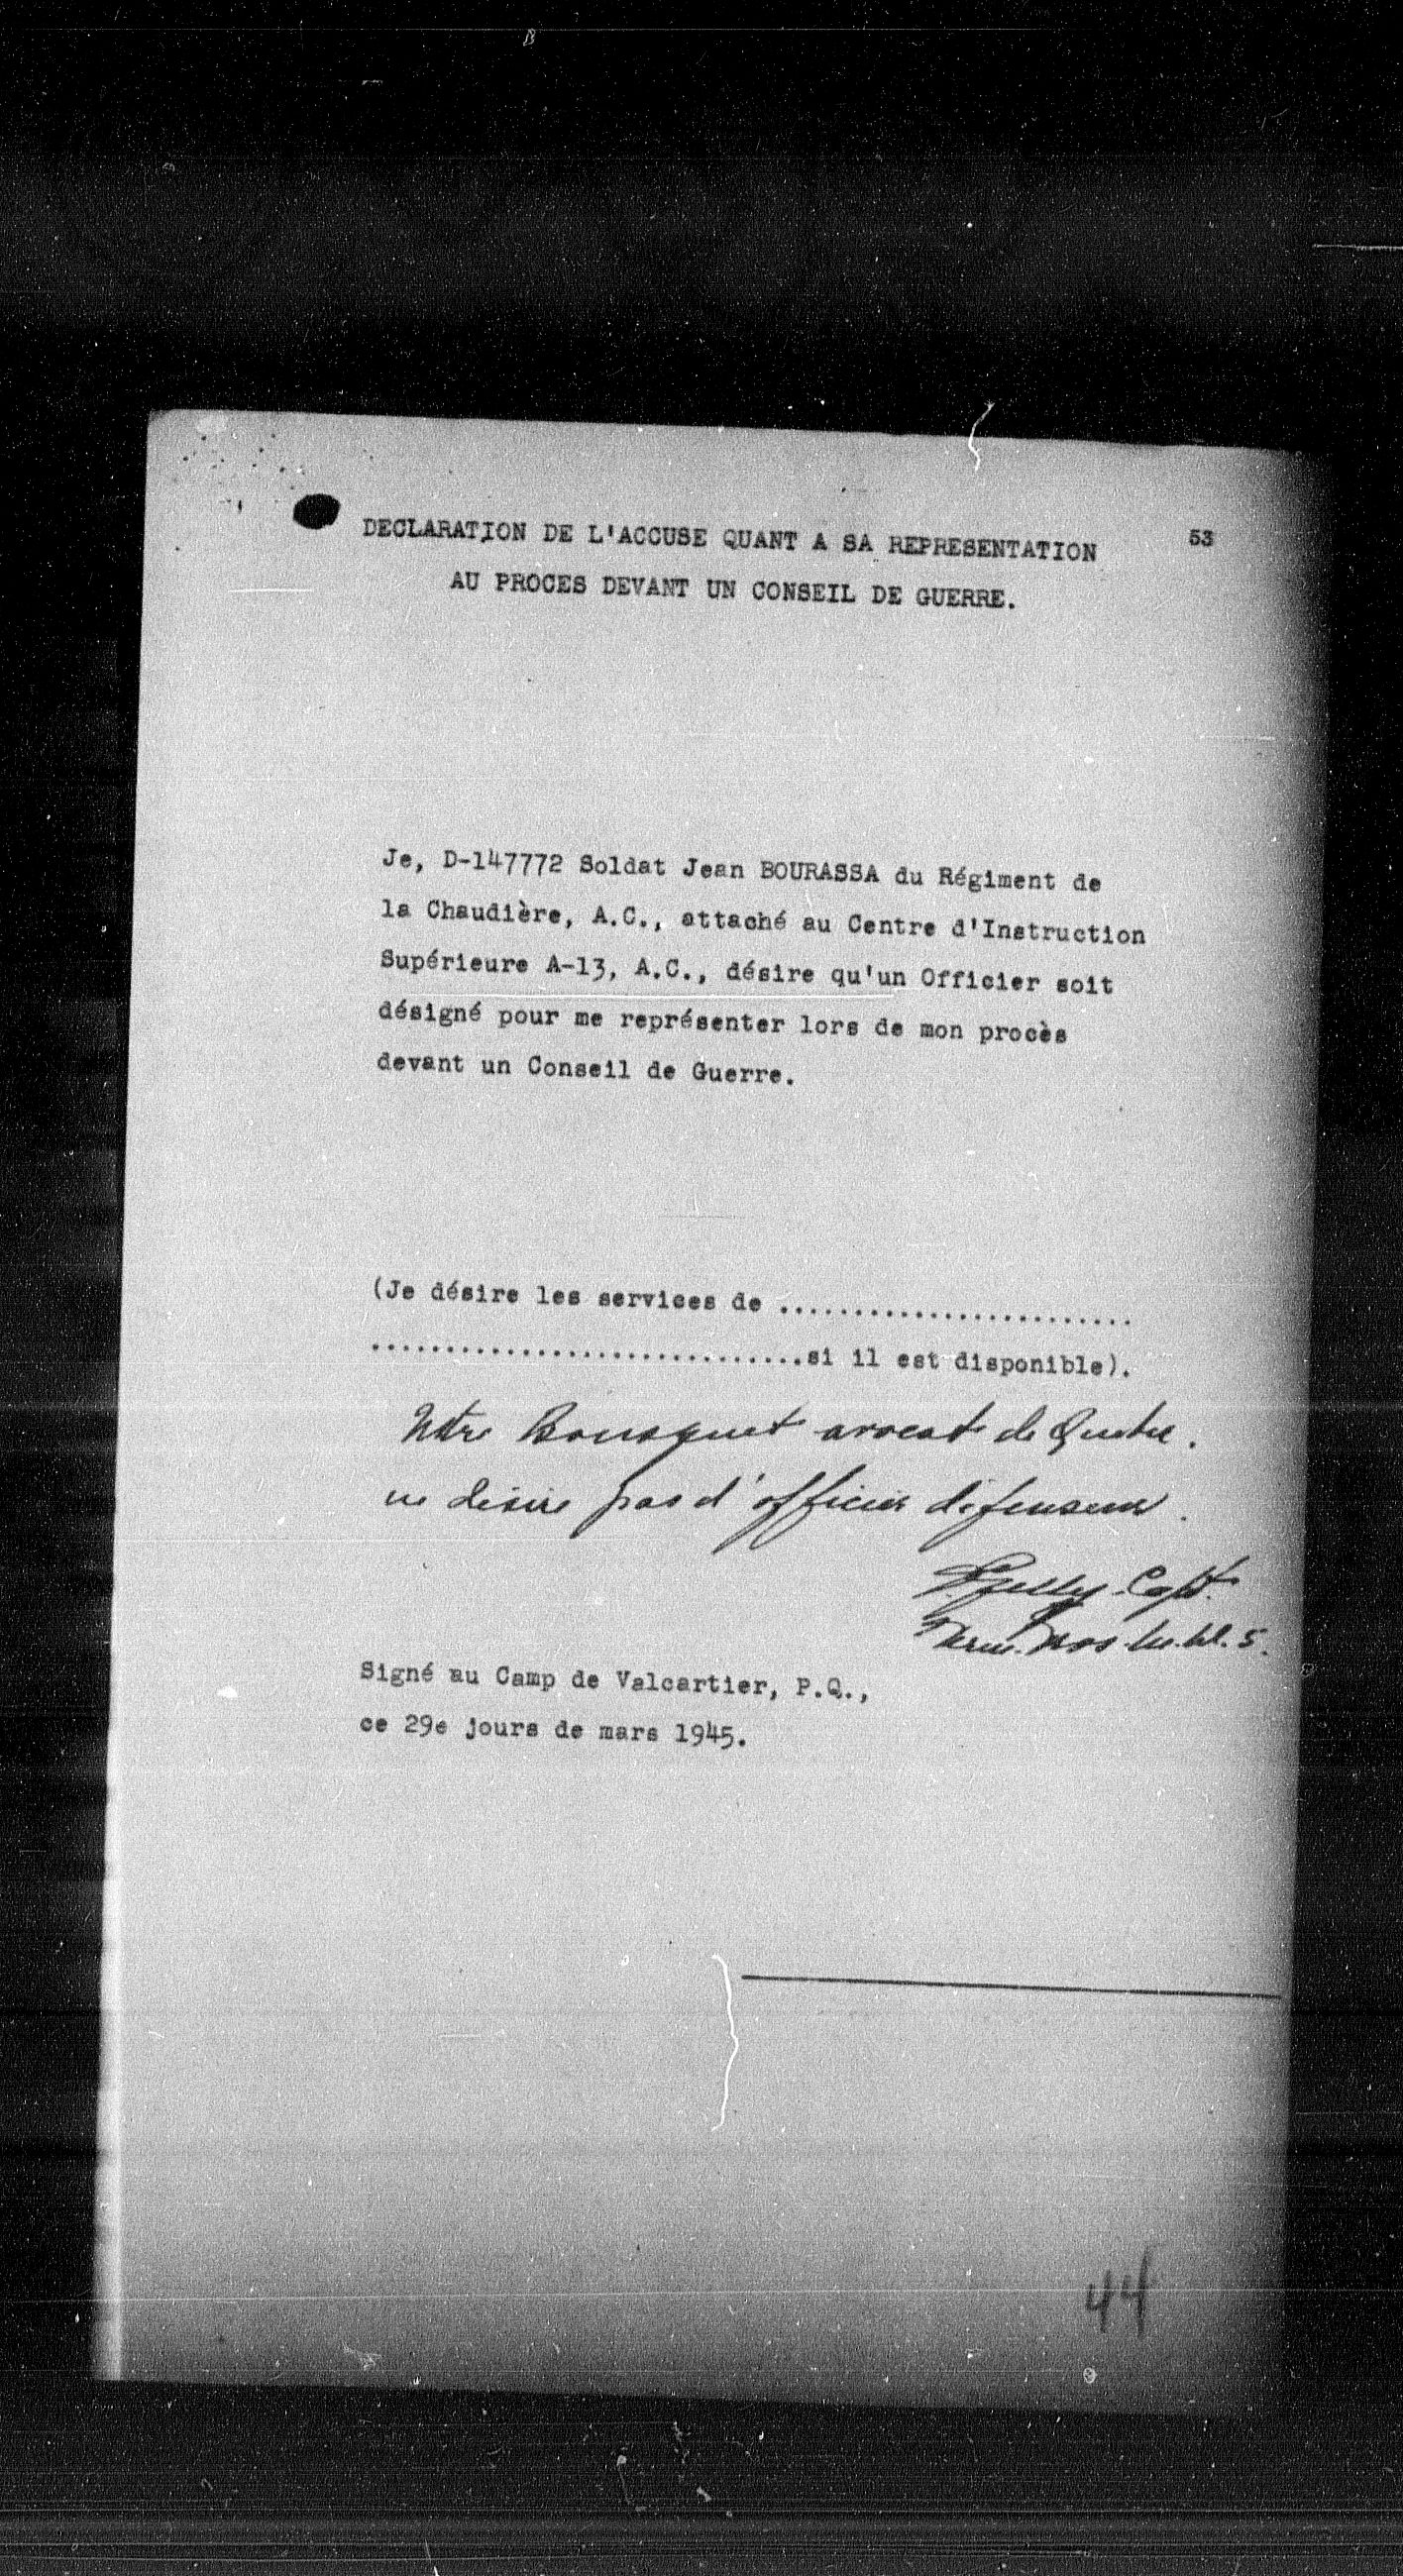 53
DECLARATION DE L'ACCUSE QUANT A SA REPRESENTATION
AU PROCES DEVANT UN CONSEIL DE GUERRE.
Je, D-147772 Soldat Jean BOURASSA du Régiment de
la Chaudière, A.C., attaché au Centre d'Instruction
Supérieure A-13, A.C., désire qu'un Officier soit
désigné pour me représenter lors de mon procès
devant un Conseil de Guerre.
(Je désire les services de ........................
.............................si il est disponible).
Bousquet avocat de Quebec.
ne désire pas d'officier défenseur.
Capt.
Signé au Camp de Valcartier, P.Q.,
ce 29e jours de mars 1945.
44